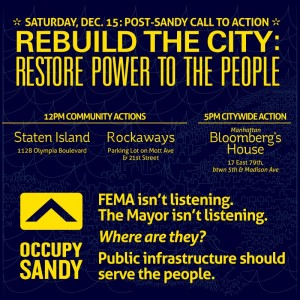 ☆ SATURDAY, DEC. 15: POST-SANDY CALL TO ACTION ☆
REBUILD THE CITY:
RESTORE POWER TO THE PEOPLE
12PM COMMUNITY ACTIONS
Staten Island
1128 Olympia Boulevard
Rockaways
Parking Lot on Mott Ave
& 21st Street
5PM CITYWIDE ACTION
Manhattan
Bloomberg's
House
17 East 79th,
btwn 5th & Madison Ave
OCCUPY
SANDY
FEMA isn't listening.
The Mayor isn't listening.
Where are they?
Public infrastructure should
serve the people.